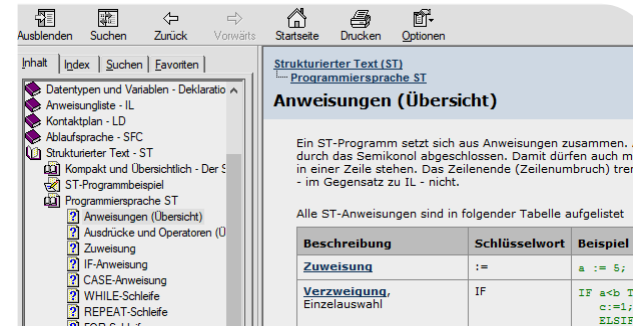 Ausblenden Suchen Zurück Vorwärts Startseite Drucken Optionen
Inhalt Index Suchen Favoriten
Datentypen und Variablen - Deklaratio
Anweisungliste - IL
Kontaktplan - LD
Ablaufsprache - SFC
Strukturierter Text - ST
Kompakt und Übersichtlich - Der S
ST-Programmbeispiel
Programmiersprache ST
Anweisungen (Übersicht)
Ausdrücke und Operatoren (Ü
Zuweisung
IF-Anweisung
CASE-Anweisung
WHILE-Schleife
REPEAT-Schleife
FOR-Schleif
Strukturierter Text (ST)
Programmiersprache ST
Anweisungen (Übersicht)
Ein ST-Programm setzt sich aus Anweisungen zusammen.
durch das Semikonol abgeschlossen. Damit dürfen auch m
in einer Zeile stehen. Das Zeilenende (Zeilenumbruch) tren
- im Gegensatz zu IL - nicht.
Alle ST-Anweisungen sind in folgender Tabelle aufgelistet
Beschreibung Schlüsselwort Beispiel
Zuweisung := a := 5;
Verzweigung, IF IF a<b T
Einzelauswahl c:=1;
ELSIF